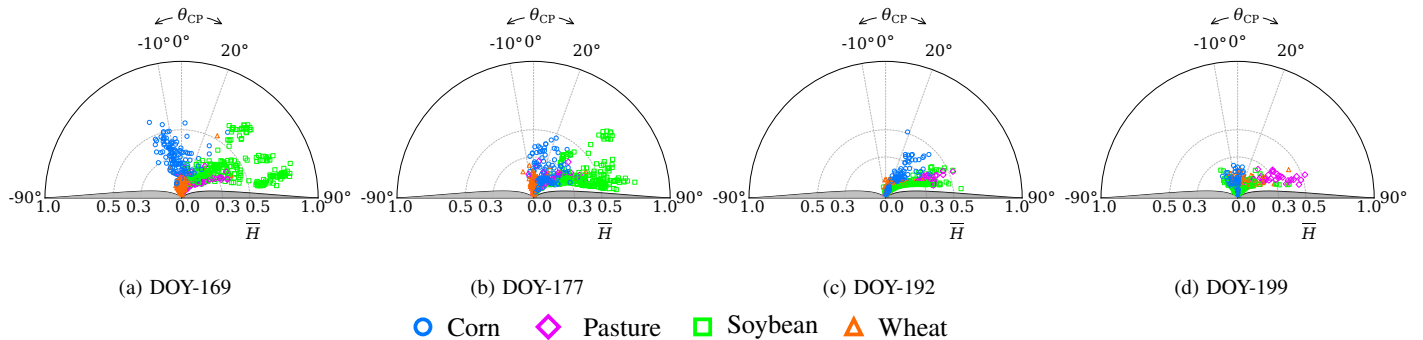 θCP θCP θCP θCP
-10° 0° 20° -10° 0° 20° -10° 0° 20° -10° 0° 20°
-90° 90° -90° 90° -90° 90° -90° 90°
1.0 0.5 0.3 0.0 0.3 0.5 1.0 1.0 0.5 0.3 0.0 0.3 0.5 1.0 1.0 0.5 0.3 0.0 0.3 0.5 1.0 1.0 0.5 0.3 0.0 0.3 0.5 1.0
H̅ H̅ H̅ H̅
(a) DOY-169 (b) DOY-177 (c) DOY-192 (d) DOY-199
Corn Pasture Soybean Wheat